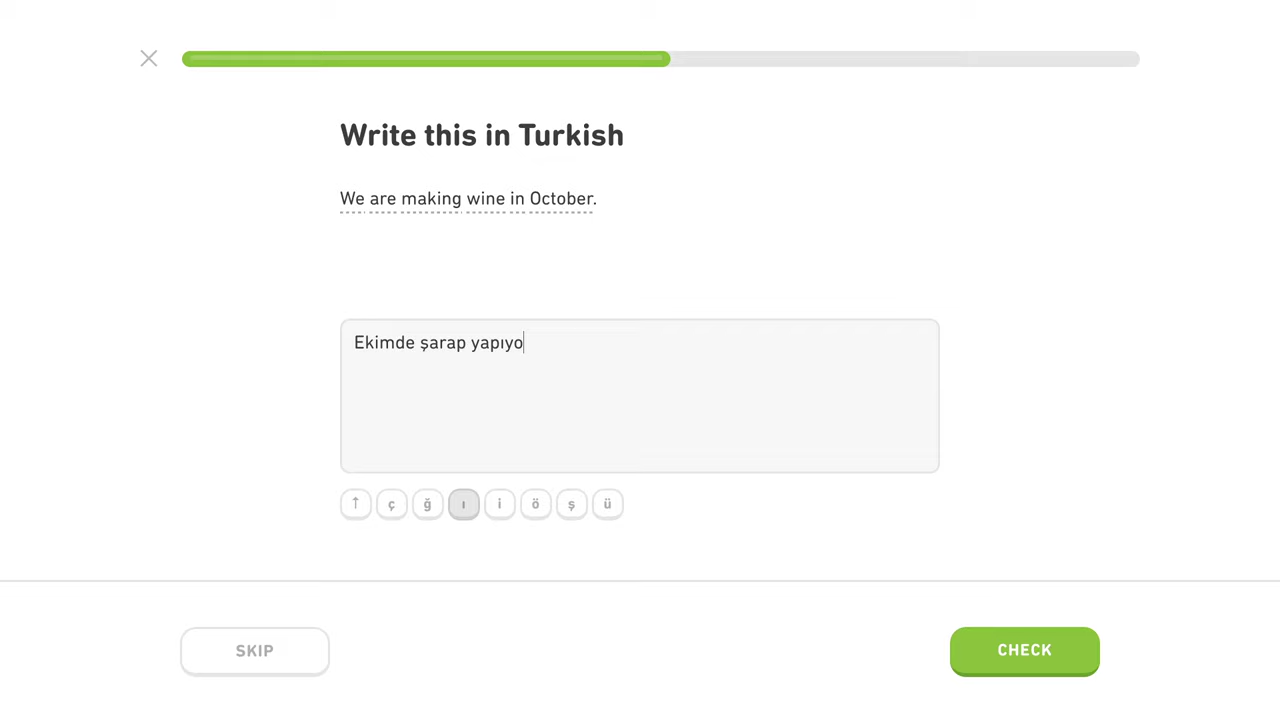 Write this in Turkish
We are making wine in October.
Ekimde şarap yapıyo
↑ ç ğ ı i ö ş ü
SKIP
CHECK